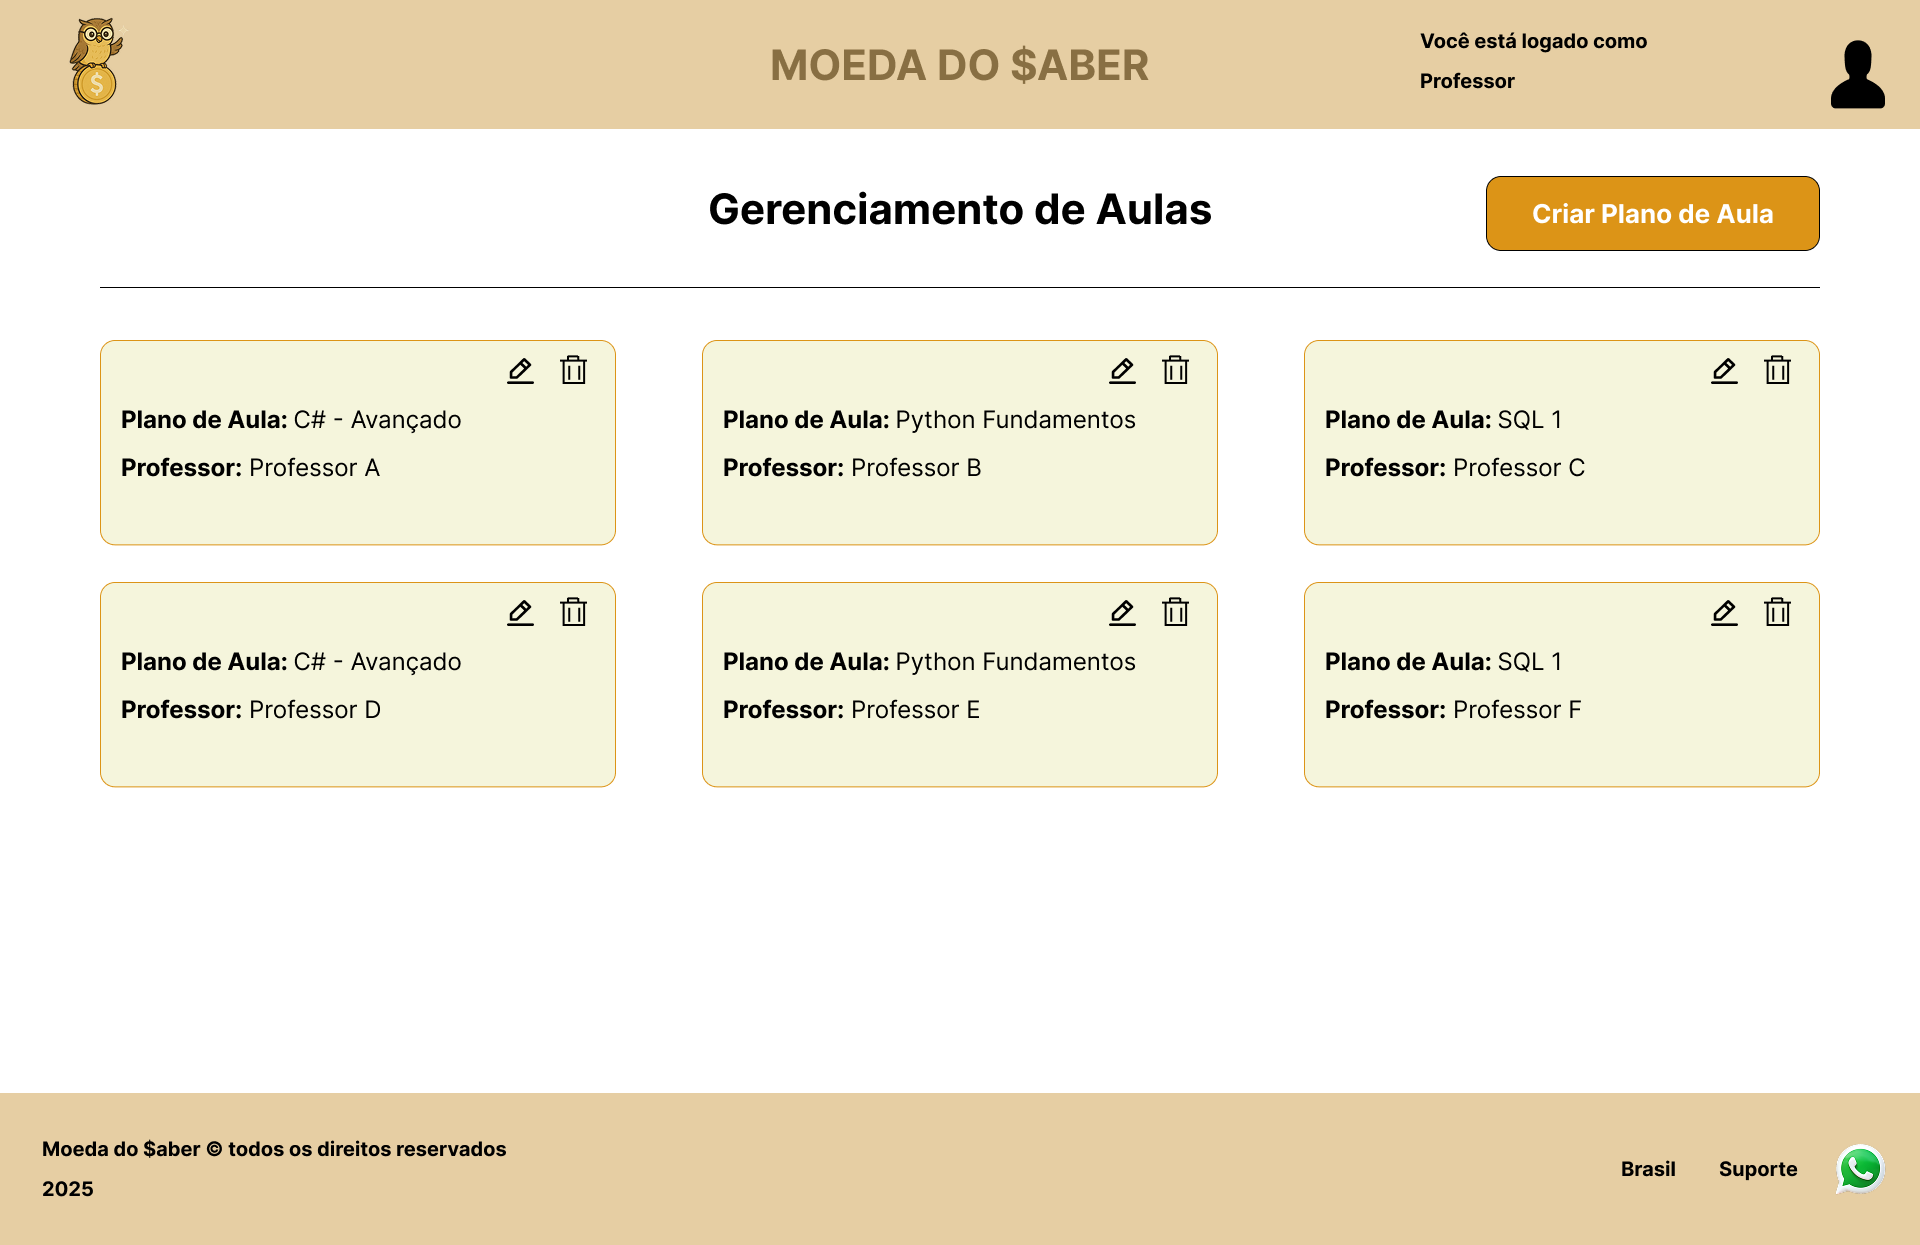 $
MOEDA DO $ABER
Você está logado como
Professor
Gerenciamento de Aulas
Criar Plano de Aula
Plano de Aula: C# - Avançado
Professor: Professor A
Plano de Aula: Python Fundamentos
Professor: Professor B
Plano de Aula: SQL 1
Professor: Professor C
Plano de Aula: C# - Avançado
Professor: Professor D
Plano de Aula: Python Fundamentos
Professor: Professor E
Plano de Aula: SQL 1
Professor: Professor F
Moeda do $aber © todos os direitos reservados
2025
Brasil
Suporte